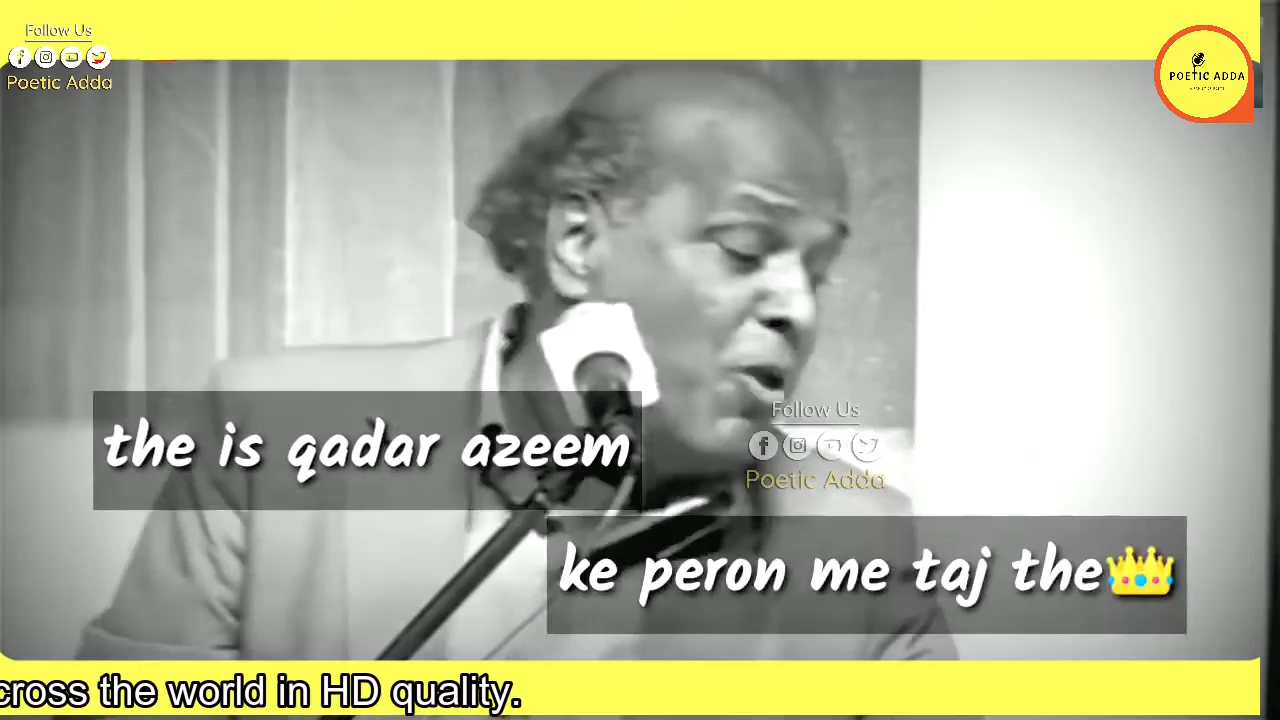 Follow Us
Poetic Adda
POETIC ADDA
the is qadar azeem
Follow Us
Poetic Adda
ke peron me taj the👑
cross the world in HD quality.